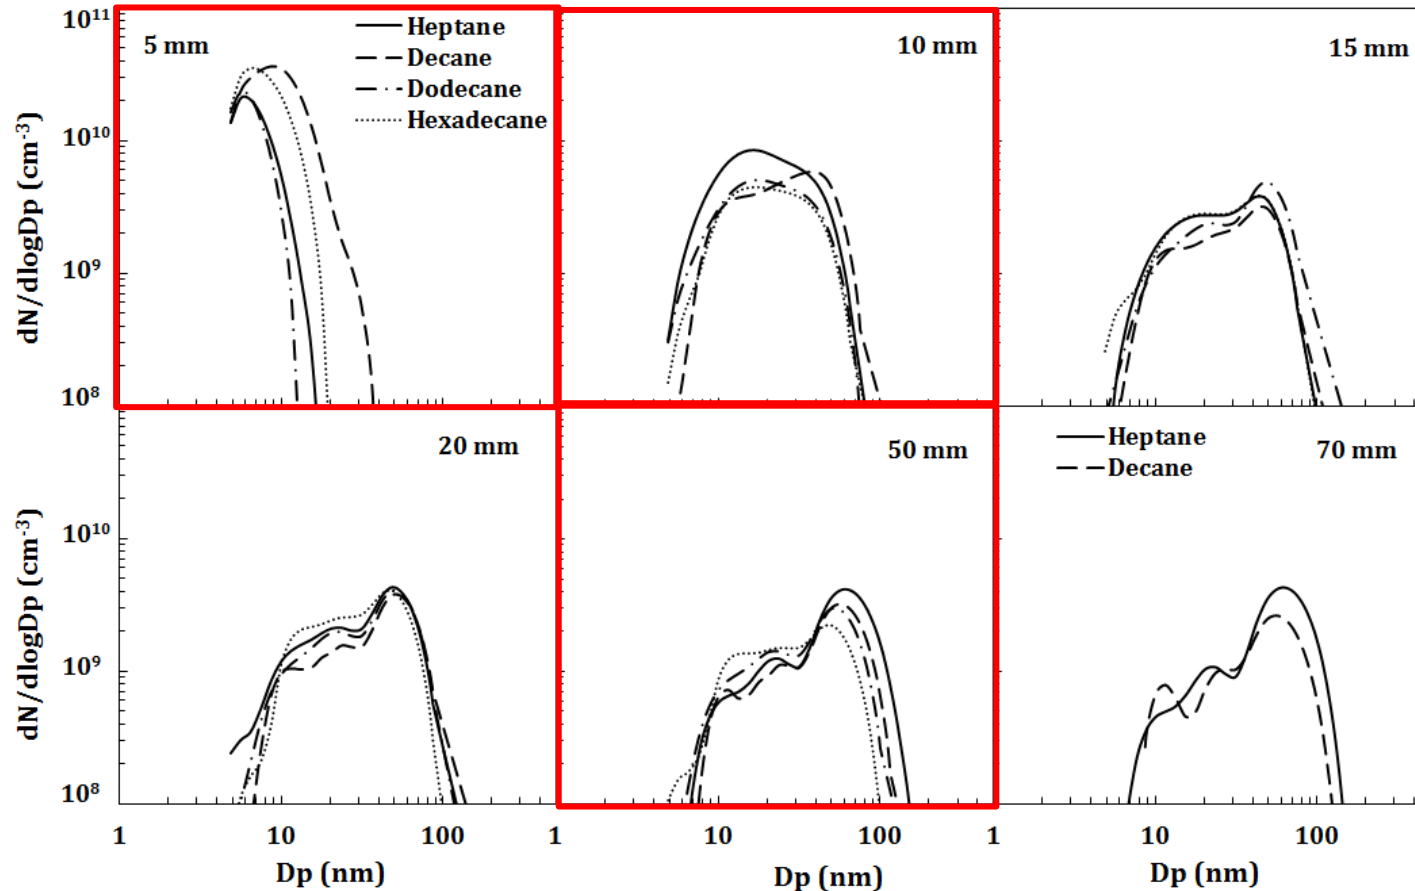 10¹¹
5 mm
Heptane
Decane
Dodecane
Hexadecane
10 mm
15 mm
10¹⁰
10⁹
10⁸
dN/dlogDp (cm⁻³)
20 mm
50 mm
Heptane
Decane
70 mm
10¹⁰
10⁹
10⁸
dN/dlogDp (cm⁻³)
1 10 100 10 100 1 10 100
Dp (nm) Dp (nm) Dp (nm)